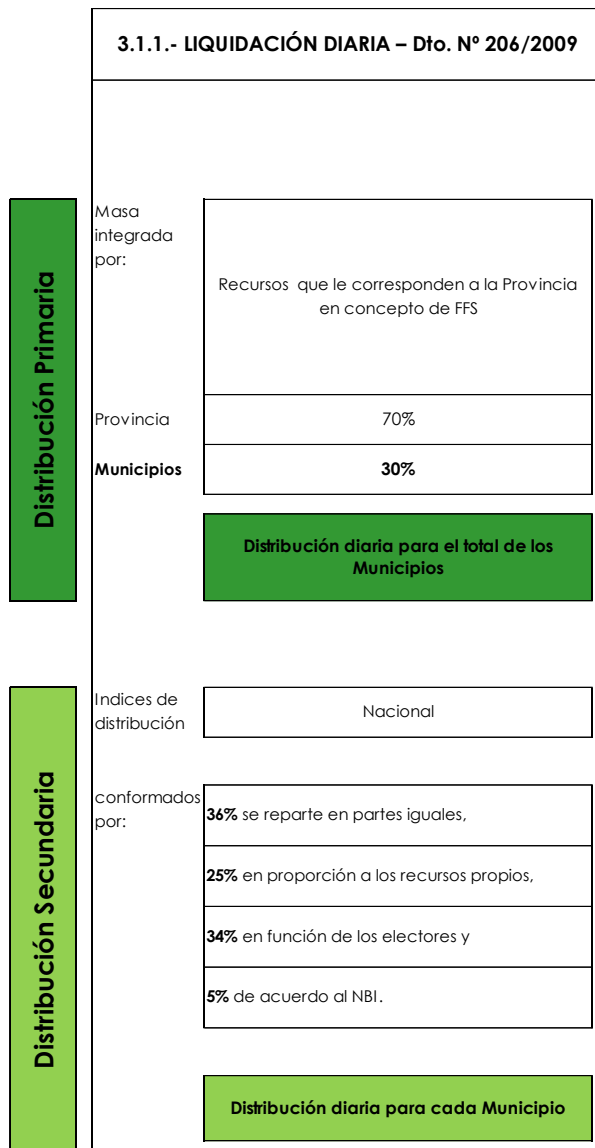 3.1.1.- LIQUIDACIÓN DIARIA – Dto. Nº 206/2009
Distribución Primaria
Masa
integrada
por:
Recursos que le corresponden a la Provincia
en concepto de FFS
Provincia
70%
Municipios
30%
Distribución diaria para el total de los
Municipios
Distribución Secundaria
Indices de
distribución
Nacional
conformados
por:
36% se reparte en partes iguales,
25% en proporción a los recursos propios,
34% en función de los electores y
5% de acuerdo al NBI.
Distribución diaria para cada Municipio